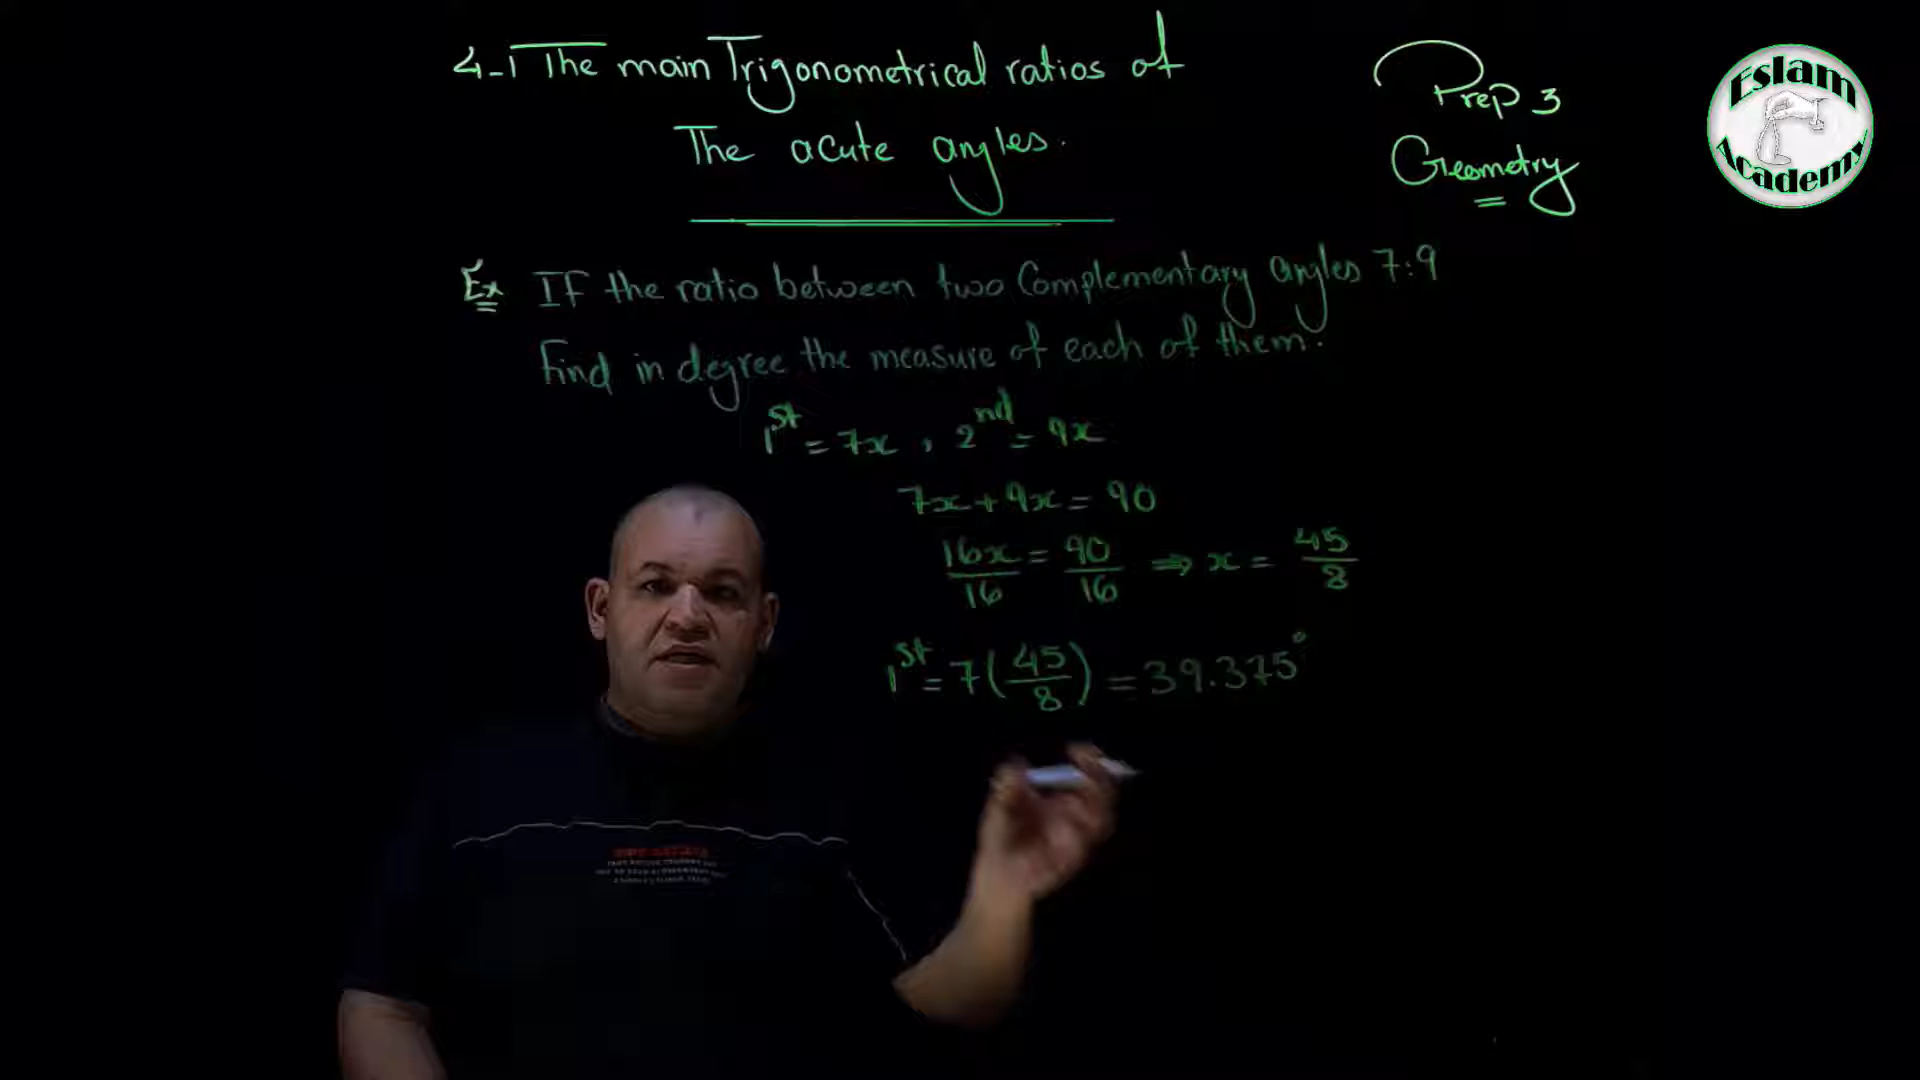 4-1 The main Trigonometrical ratios of
The acute angles.
Prep 3
Geometry
Eslam
Academy
Ex IF the ratio between two Complementary angles 7:9
Find in degree the measure of each of them.
1st = 7x , 2nd = 9x
7x + 9x = 90
16x/16 = 90/16 ⇒ x = 45/8
1st = 7(45/8) = 39.375°